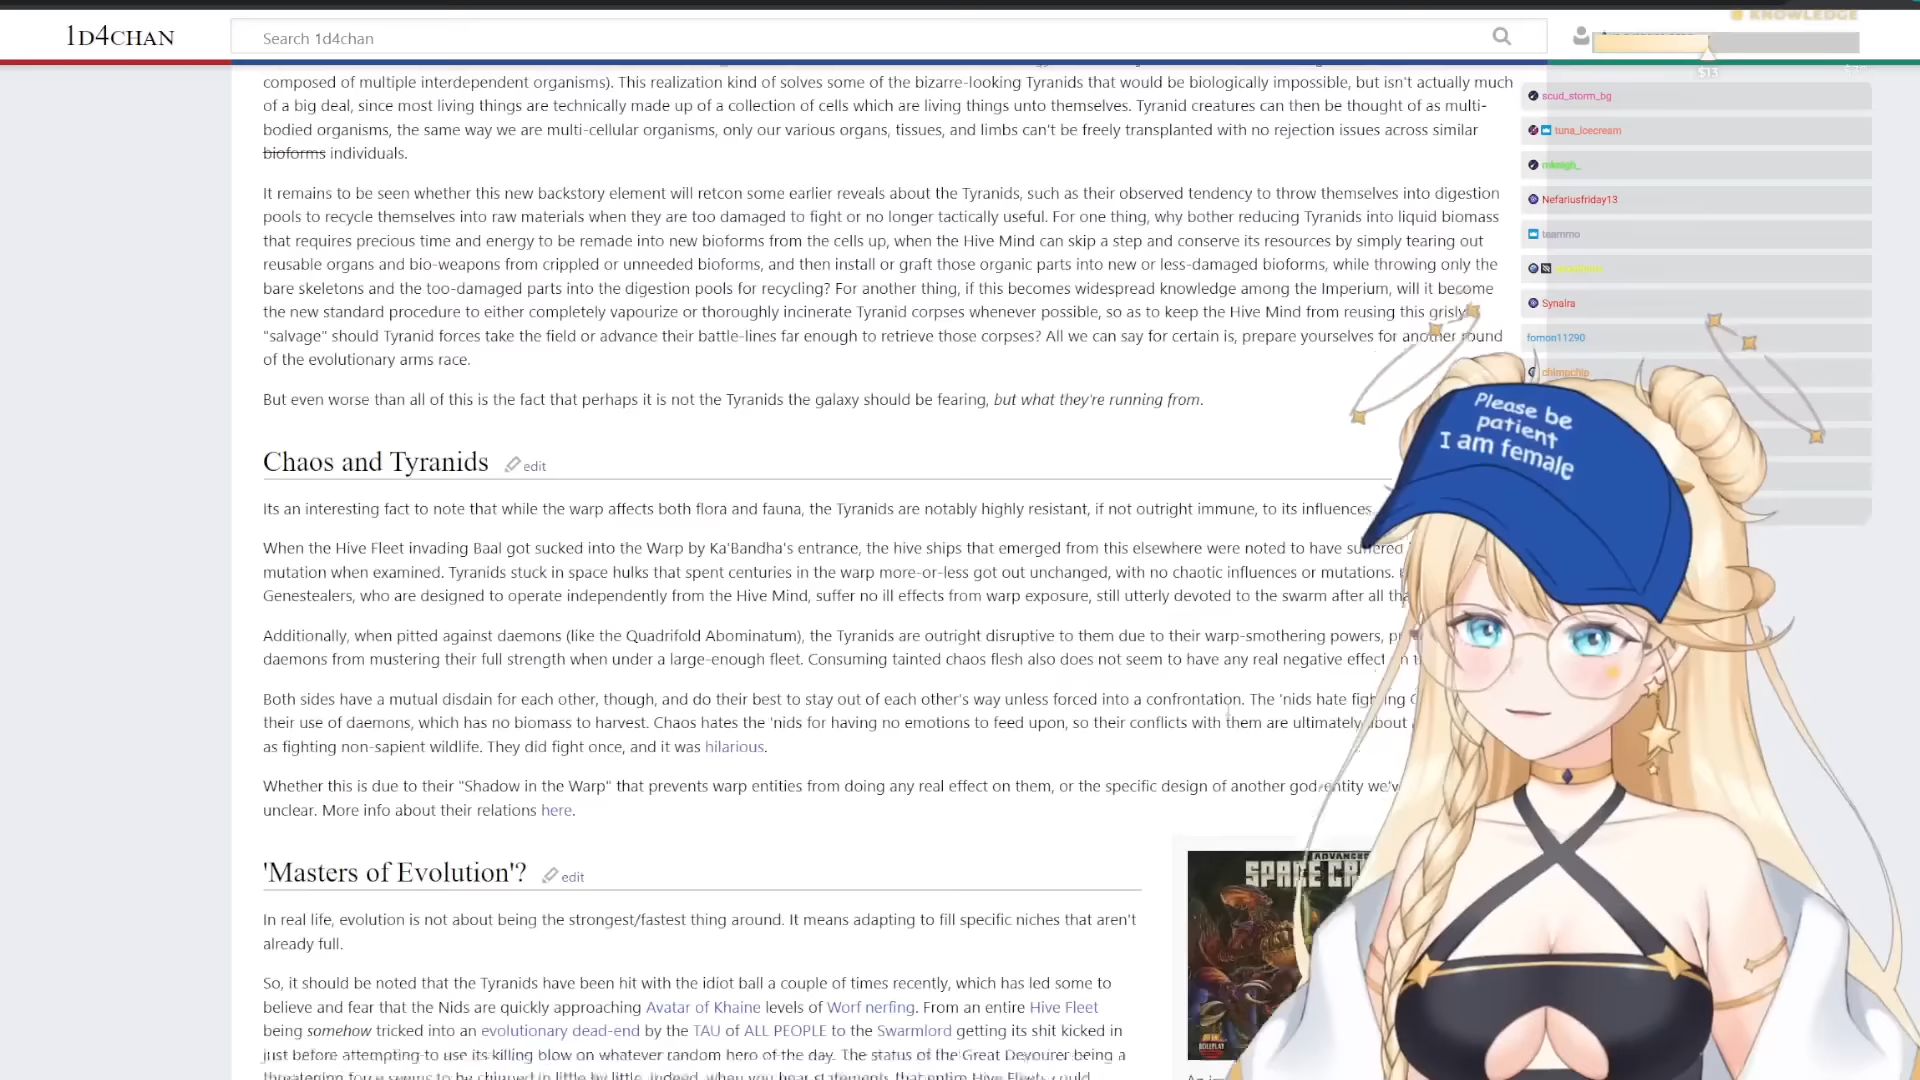 KNOWLEDGE
1D4CHAN
Search 1d4chan
$13
composed of multiple interdependent organisms). This realization kind of solves some of the bizarre-looking Tyranids that would be biologically impossible, but isn't actually much
of a big deal, since most living things are technically made up of a collection of cells which are living things unto themselves. Tyranid creatures can then be thought of as multi-
bodied organisms, the same way we are multi-cellular organisms, only our various organs, tissues, and limbs can't be freely transplanted with no rejection issues across similar
bioforms individuals.
It remains to be seen whether this new backstory element will retcon some earlier reveals about the Tyranids, such as their observed tendency to throw themselves into digestion
pools to recycle themselves into raw materials when they are too damaged to fight or no longer tactically useful. For one thing, why bother reducing Tyranids into liquid biomass
that requires precious time and energy to be remade into new bioforms from the cells up, when the Hive Mind can skip a step and conserve its resources by simply tearing out
reusable organs and bio-weapons from crippled or unneeded bioforms, and then install or graft those organic parts into new or less-damaged bioforms, while throwing only the
bare skeletons and the too-damaged parts into the digestion pools for recycling? For another thing, if this becomes widespread knowledge among the Imperium, will it become
the new standard procedure to either completely vapourize or thoroughly incinerate Tyranid corpses whenever possible, so as to keep the Hive Mind from reusing this grisly
"salvage" should Tyranid forces take the field or advance their battle-lines far enough to retrieve those corpses? All we can say for certain is, prepare yourselves for another round
of the evolutionary arms race.
But even worse than all of this is the fact that perhaps it is not the Tyranids the galaxy should be fearing, but what they're running from.
Chaos and Tyranids edit
Its an interesting fact to note that while the warp affects both flora and fauna, the Tyranids are notably highly resistant, if not outright immune, to its influences.
When the Hive Fleet invading Baal got sucked into the Warp by Ka'Bandha's entrance, the hive ships that emerged from this elsewhere were noted to have suffered
mutation when examined. Tyranids stuck in space hulks that spent centuries in the warp more-or-less got out unchanged, with no chaotic influences or mutations.
Genestealers, who are designed to operate independently from the Hive Mind, suffer no ill effects from warp exposure, still utterly devoted to the swarm after all
Additionally, when pitted against daemons (like the Quadrifold Abominatum), the Tyranids are outright disruptive to them due to their warp-smothering powers,
daemons from mustering their full strength when under a large-enough fleet. Consuming tainted chaos flesh also does not seem to have any real negative effect
Both sides have a mutual disdain for each other, though, and do their best to stay out of each other's way unless forced into a confrontation. The 'nids hate fighting
their use of daemons, which has no biomass to harvest. Chaos hates the 'nids for having no emotions to feed upon, so their conflicts with them are ultimately about
as fighting non-sapient wildlife. They did fight once, and it was hilarious.
Whether this is due to their "Shadow in the Warp" that prevents warp entities from doing any real effect on them, or the specific design of another god-entity we've
unclear. More info about their relations here.
'Masters of Evolution'? edit
In real life, evolution is not about being the strongest/fastest thing around. It means adapting to fill specific niches that aren't
already full.
So, it should be noted that the Tyranids have been hit with the idiot ball a couple of times recently, which has led some to
believe and fear that the Nids are quickly approaching Avatar of Khaine levels of Worf nerfing. From an entire Hive Fleet
being somehow tricked into an evolutionary dead-end by the TAU of ALL PEOPLE to the Swarmlord getting its shit kicked in
just before attempting to use its killing blow on whatever random hero of the day. The status of the Great Devourer being a
ADVANCED
SPACE
scud_storm_bg
tuna_icecream
Nefariusfriday13
teammo
Synalra
fomon11290
chimpchip
Please be
patient
I am female